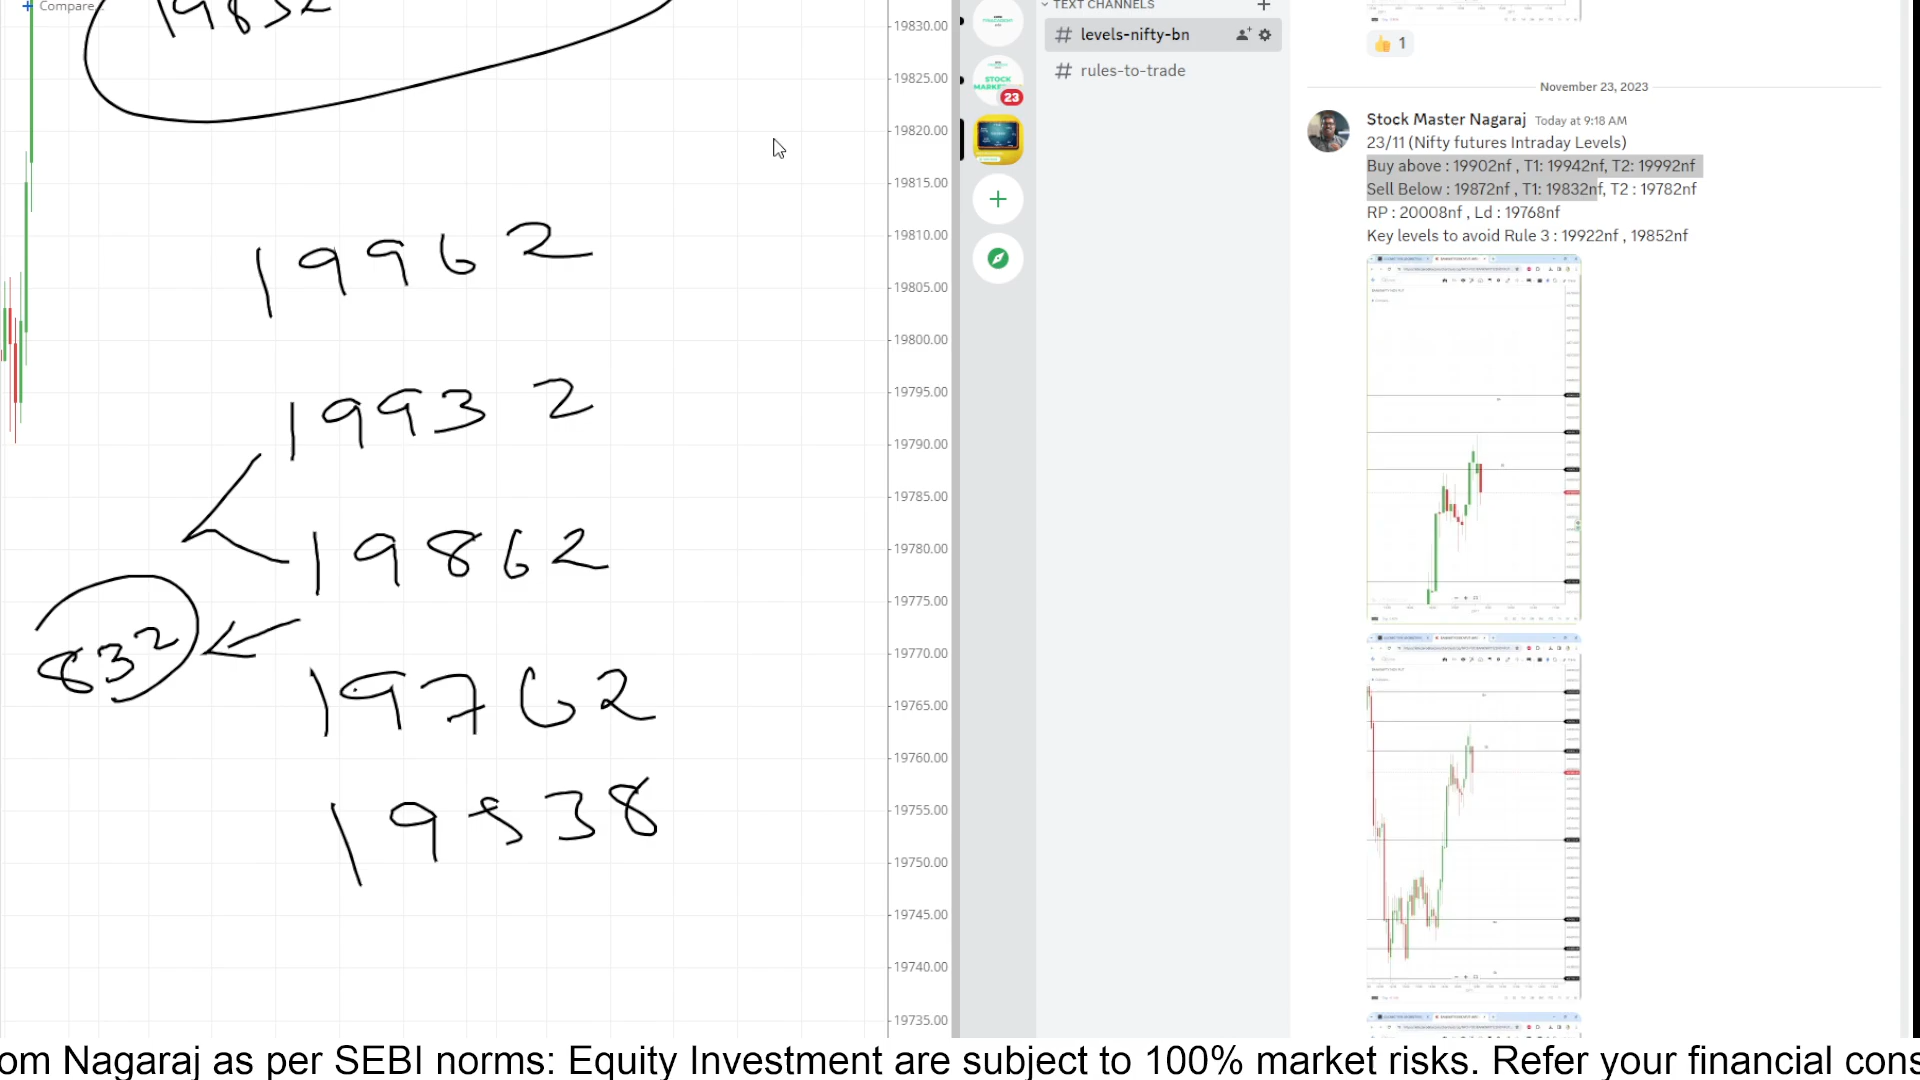 + Compare...
19832
19962
19932
19862
832
19762
19538
19830.00
19825.00
19820.00
19815.00
19810.00
19805.00
19800.00
19795.00
19790.00
19785.00
19780.00
19775.00
19770.00
19765.00
19760.00
19755.00
19750.00
19745.00
19740.00
19735.00
STOCK
MARKE
23
TEXT CHANNELS
# levels-nifty-bn
# rules-to-trade
👍 1
November 23, 2023
Stock Master Nagaraj Today at 9:18 AM
23/11 (Nifty futures Intraday Levels)
Buy above : 19902nf , T1: 19942nf, T2: 19992nf
Sell Below : 19872nf , T1: 19832nf, T2 : 19782nf
RP : 20008nf , Ld : 19768nf
Key levels to avoid Rule 3 : 19922nf , 19852nf
om Nagaraj as per SEBI norms: Equity Investment are subject to 100% market risks. Refer your financial cons